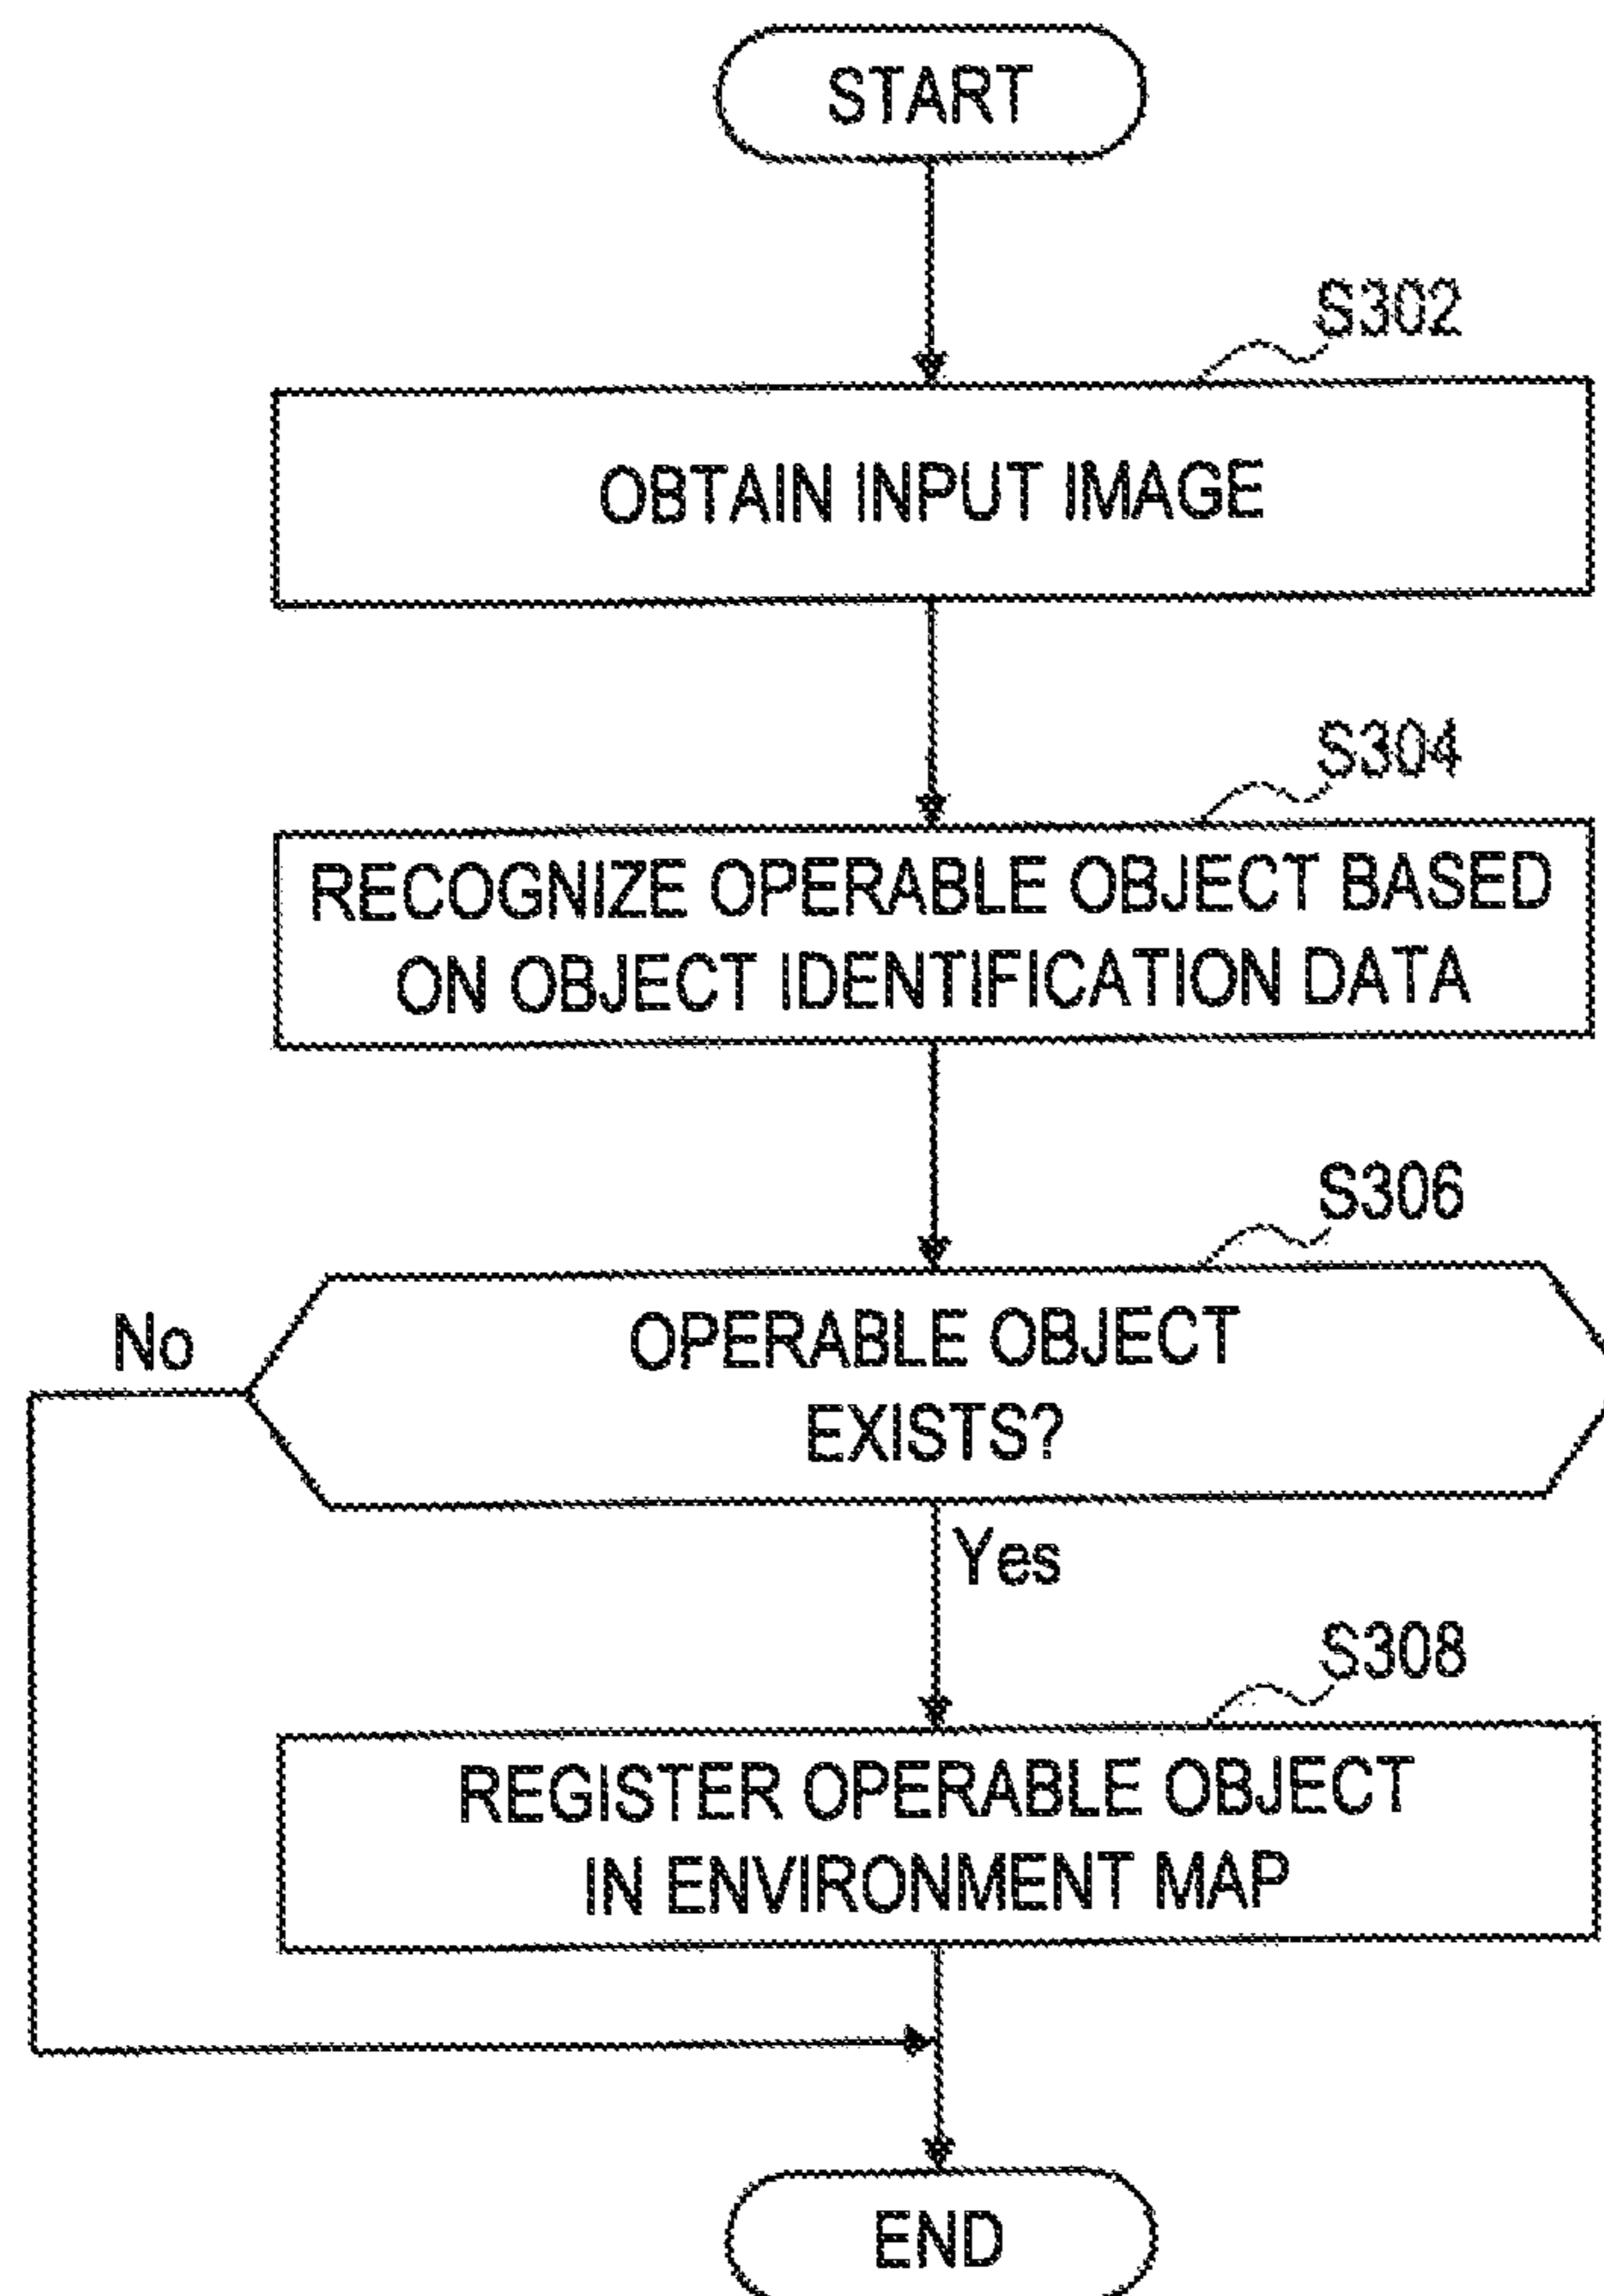 START
S302
OBTAIN INPUT IMAGE
S304
RECOGNIZE OPERABLE OBJECT BASED
ON OBJECT IDENTIFICATION DATA
S306
No
OPERABLE OBJECT
EXISTS?
Yes
S308
REGISTER OPERABLE OBJECT
IN ENVIRONMENT MAP
END